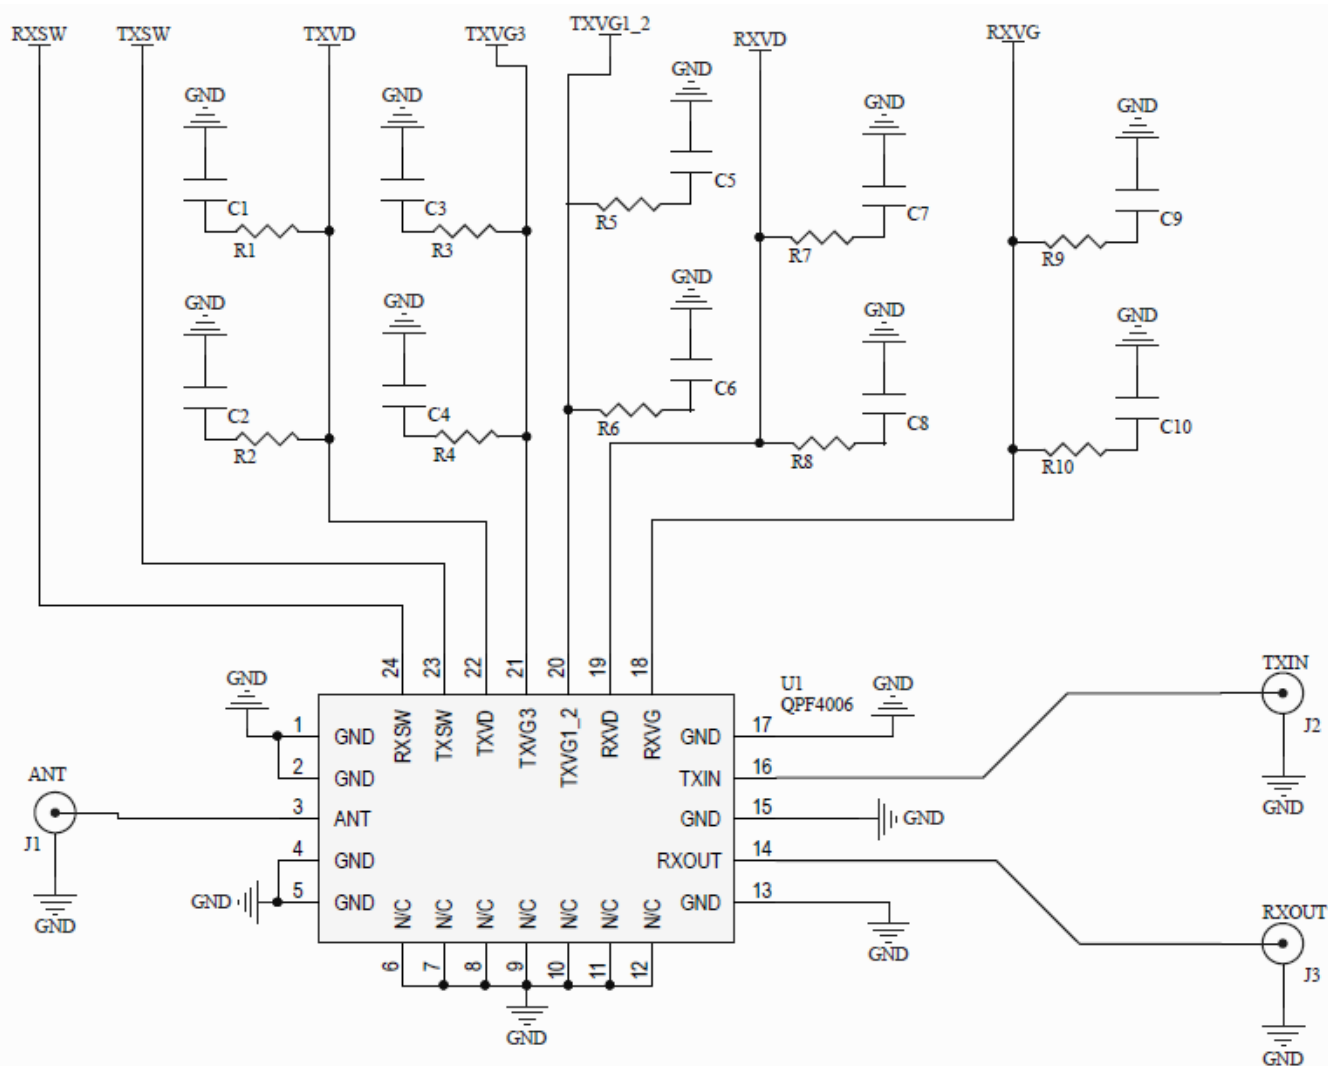 RXSW
TXSW
TXVD
TXVG3
TXVG1_2
RXVD
RXVG
GND
GND
GND
GND
GND
C1
C3
C5
C7
C9
R1
R3
R5
R7
R9
GND
GND
GND
GND
GND
C2
C4
C6
C8
C10
R2
R4
R6
R8
R10
24
23
22
21
20
19
18
U1
QPF4006
RXSW
TXSW
TXVD
TXVG3
TXVG1_2
RXVD
RXVG
GND
1
GND
2
GND
ANT
J1
GND
3
ANT
4
GND
GND
5
GND
N/C
N/C
N/C
N/C
N/C
N/C
N/C
6
7
8
9
10
11
12
GND
GND
17
GND
TXIN
16
GND
15
GND
RXOUT
14
GND
13
GND
TXIN
J2
GND
RXOUT
J3
GND